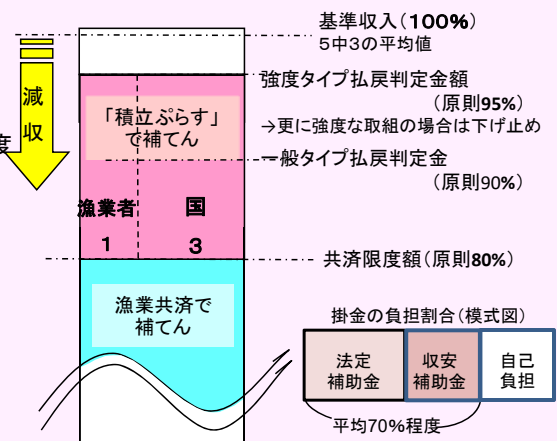 基準収入(100%)
5中3の平均値
減
収
度
強度タイプ払戻判定金額
(原則95%)
→更に強度な取組の場合は下げ止め
「積立ぷらす」
で補てん
一般タイプ払戻判定金
(原則90%)
漁業者
1
国
3
共済限度額(原則80%)
漁業共済で
補てん
掛金の負担割合(模式図)
法定
補助金
収安
補助金
自己
負担
平均70%程度